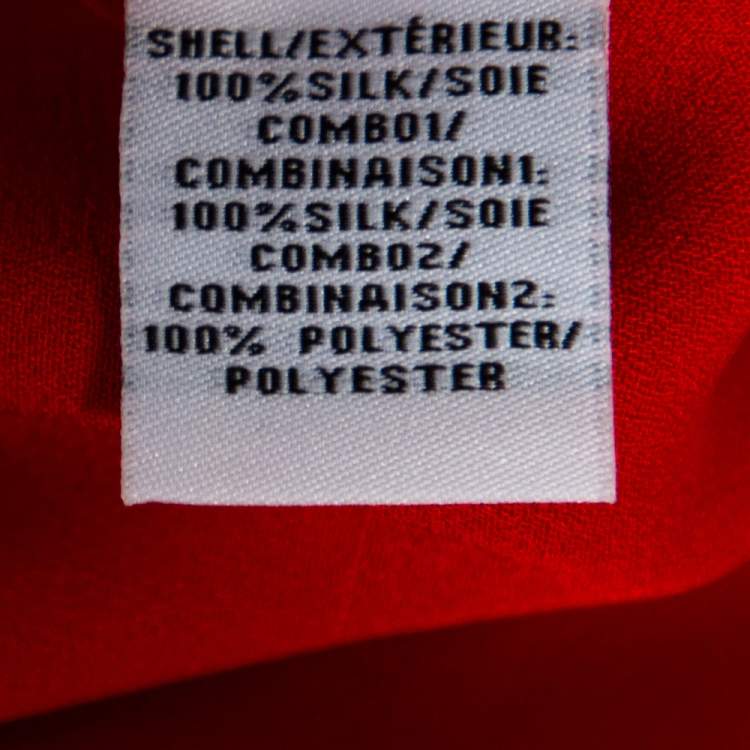 SHELL/EXTÉRIEUR:
100%SILK/SOIE
COMBO1/
COMBINAISON1:
100%SILK/SOIE
COMBO2/
COMBINAISON2:
100% POLYESTER/
POLYESTER